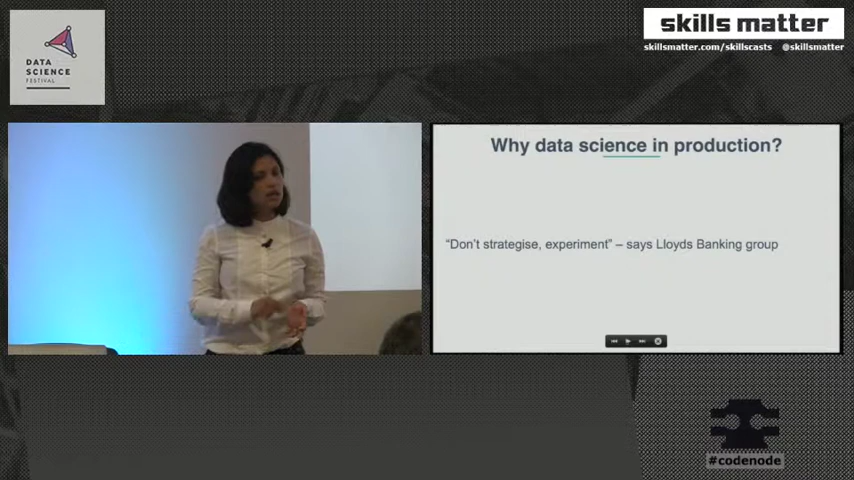 DATA
SCIENCE
FESTIVAL
skills matter
skillsmatter.com/skillscasts @skillsmatter
Why data science in production?
“Don’t strategise, experiment” – says Lloyds Banking group
#codenode